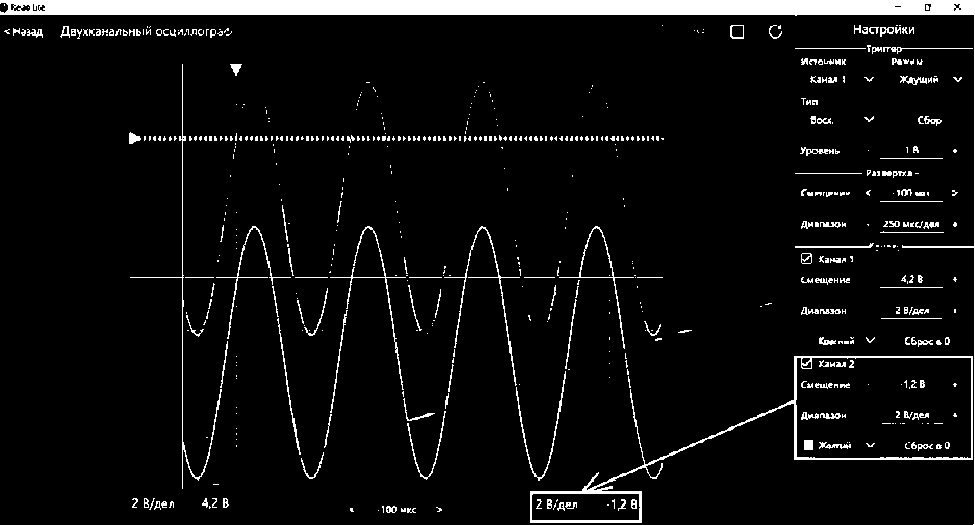 Real Lite
< Назад Двухканальный осциллограф
Настройки
Триггер
Источник Режим
Канал 1 Ждущий
Тип
Восх. Сбор
Уровень - 1 В +
Развертка
Смещение < -100 мкс >
Диапазон - 250 мкс/дел +
Канал 1
Смещение - 4,2 В +
Диапазон - 2 В/дел +
Красный Сброс в 0
Канал 2
Смещение - -1,2 В +
Диапазон - 2 В/дел +
Желтый Сброс в 0
2 В/дел 4,2 В < -100 мкс > 2 В/дел -1,2 В